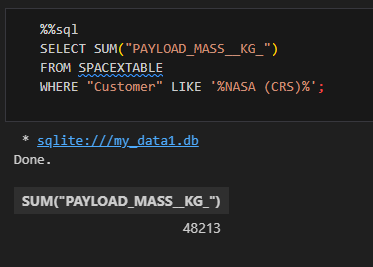 %%sql
SELECT SUM("PAYLOAD_MASS__KG_")
FROM SPACEXTABLE
WHERE "Customer" LIKE '%NASA (CRS)%';
* sqlite:///my_data1.db
Done.
SUM("PAYLOAD_MASS__KG_")
48213